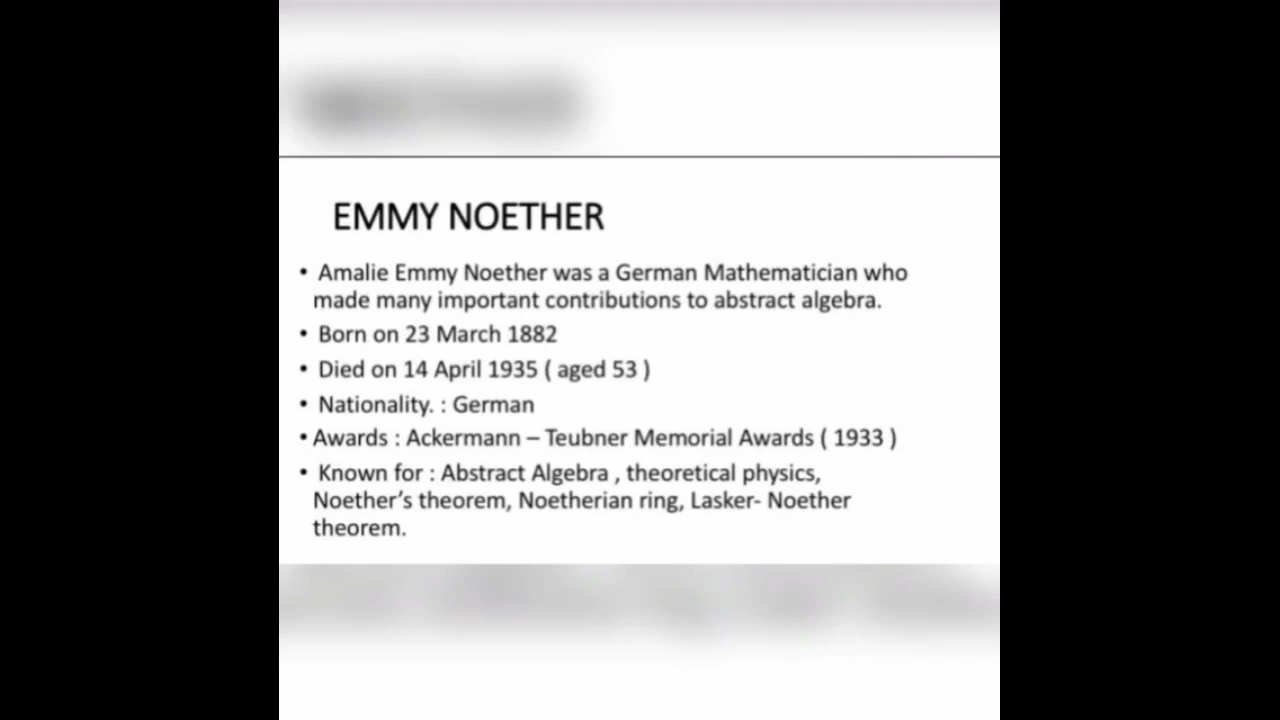 EMMY NOETHER
• Amalie Emmy Noether was a German Mathematician who
made many important contributions to abstract algebra.
• Born on 23 March 1882
• Died on 14 April 1935 ( aged 53 )
• Nationality. : German
• Awards : Ackermann – Teubner Memorial Awards ( 1933 )
• Known for : Abstract Algebra , theoretical physics,
Noether’s theorem, Noetherian ring, Lasker- Noether
theorem.